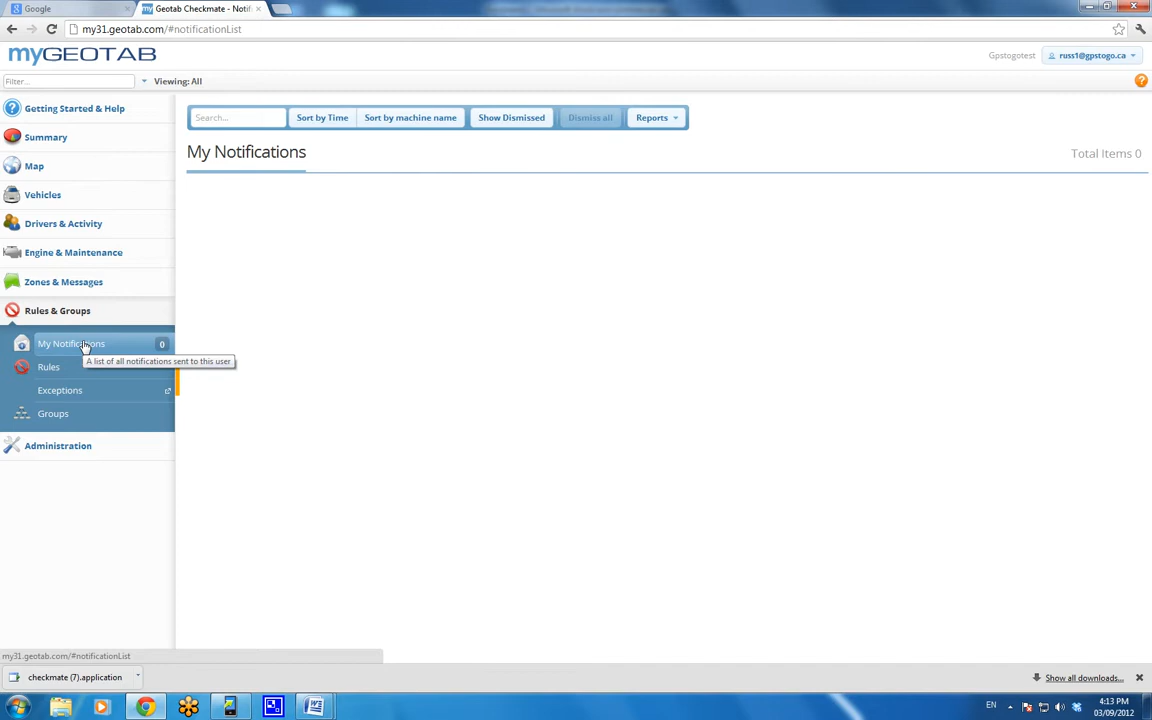 Google
Geotab Checkmate - Notif
my31.geotab.com/#notificationList
myGEOTAB
Gpstogotest
russ1@gpstogo.ca
Filter...
Viewing: All
Getting Started & Help
Summary
Map
Vehicles
Drivers & Activity
Engine & Maintenance
Zones & Messages
Rules & Groups
My Notifications
0
A list of all notifications sent to this user
Rules
Exceptions
Groups
Administration
Search...
Sort by Time
Sort by machine name
Show Dismissed
Dismiss all
Reports
My Notifications
Total Items 0
my31.geotab.com/#notificationList
checkmate (7).application
Show all downloads...
EN
4:13 PM
03/09/2012